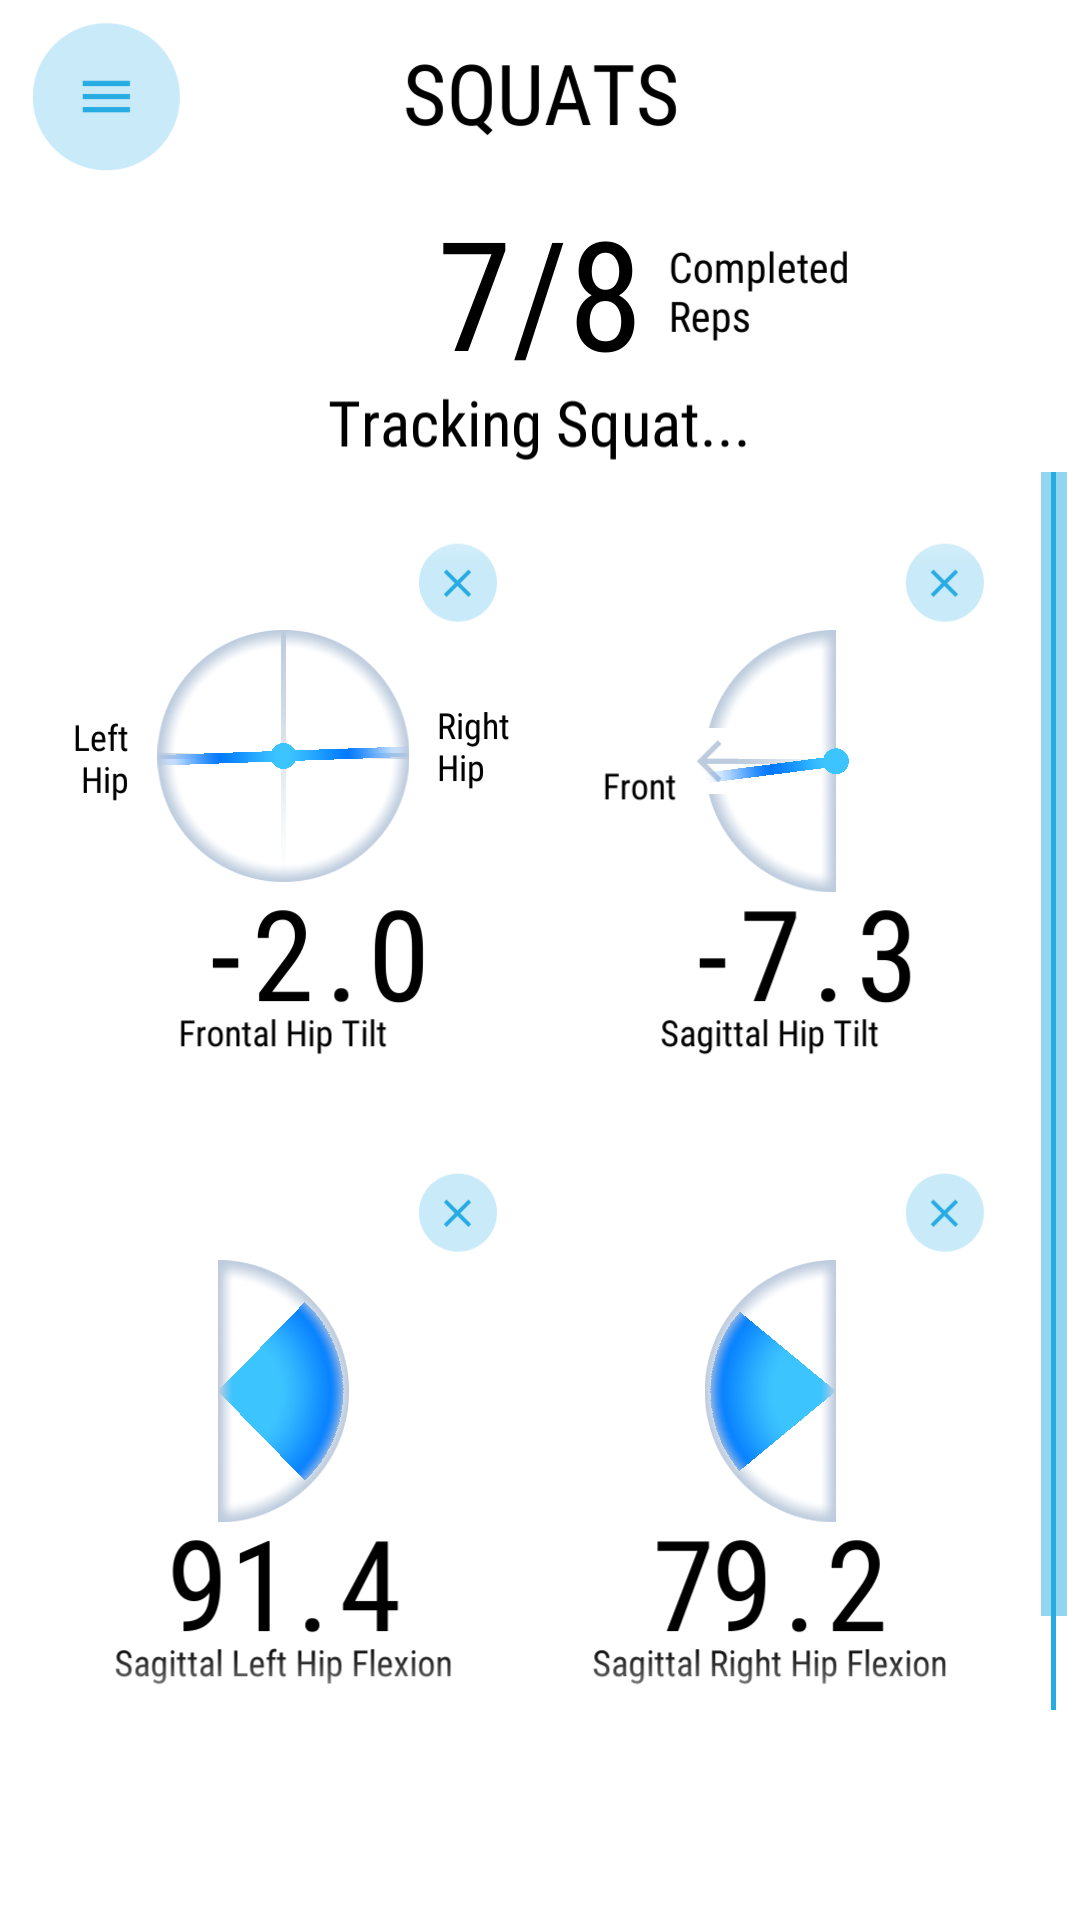 SQUATS
7/8
Completed
Reps
Tracking Squat...
Left
Hip
Right
Hip
Front
-2.0
Frontal Hip Tilt
-7.3
Sagittal Hip Tilt
91.4
Sagittal Left Hip Flexion
79.2
Sagittal Right Hip Flexion